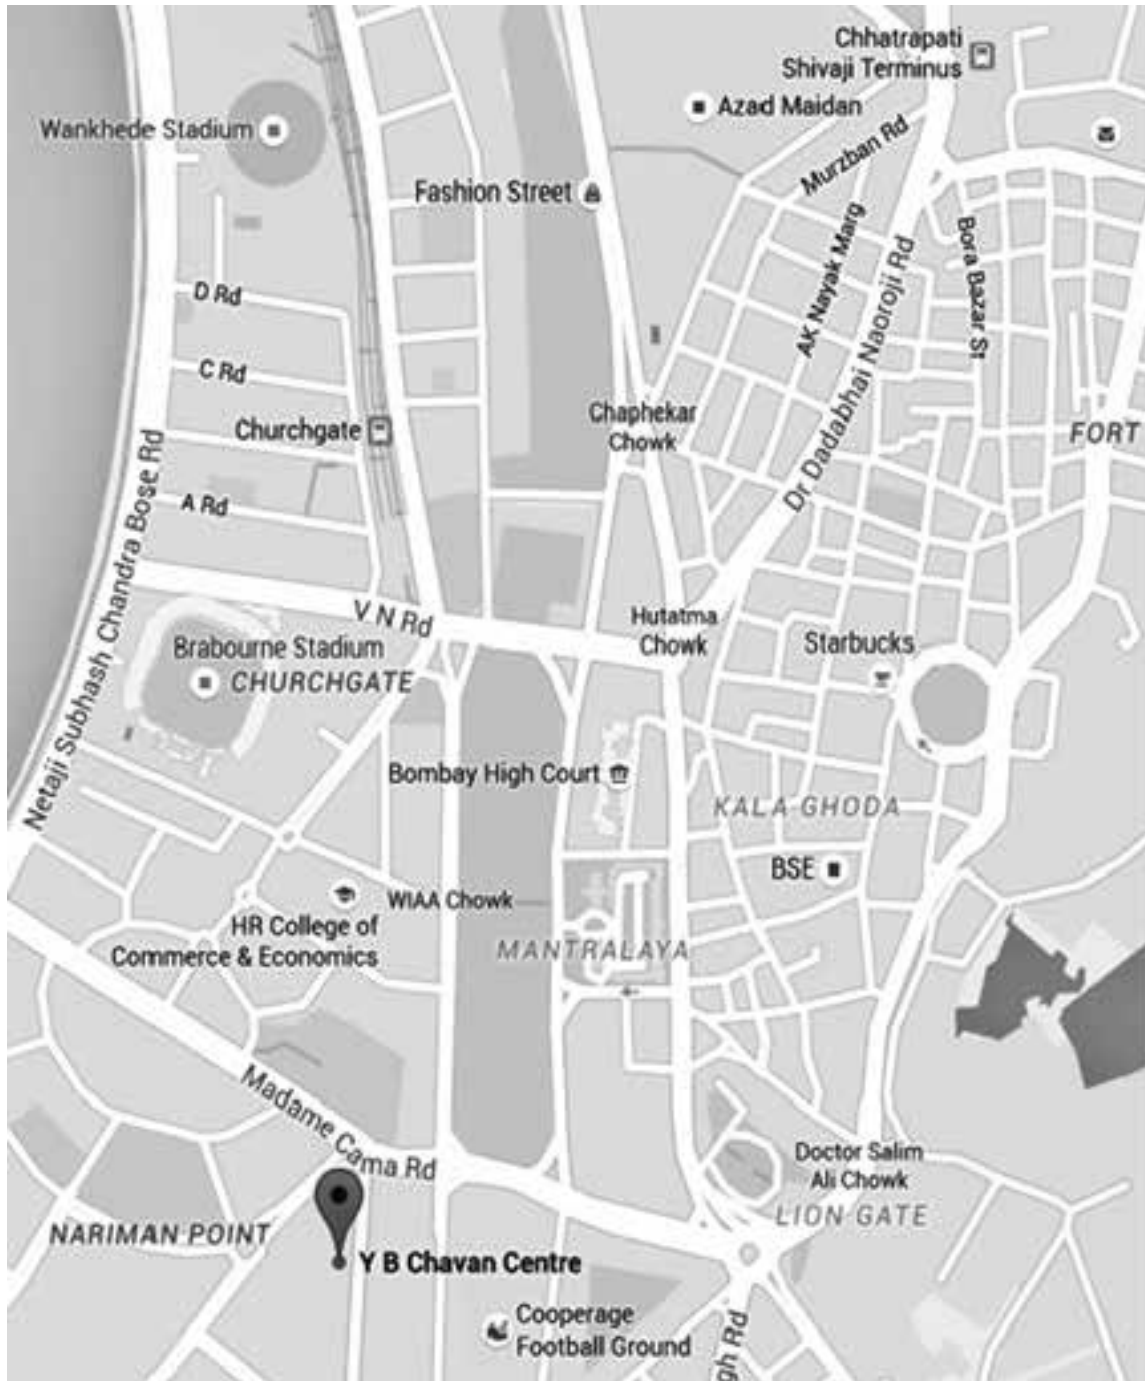 Chhatrapati
Shivaji Terminus
Azad Maidan
Wankhede Stadium
Murzban Rd
Fashion Street
AK Nayak Marg
Bora Bazar St
D Rd
Dr Dadabhai Naoroji Rd
C Rd
Chaphekar
Chowk
Churchgate
FORT
A Rd
Netaji Subhash Chandra Bose Rd
V N Rd
Hutatma
Chowk
Brabourne Stadium
Starbucks
CHURCHGATE
Bombay High Court
KALA GHODA
BSE
WIAA Chowk
HR College of
Commerce & Economics
MANTRALAYA
Madame Cama Rd
Doctor Salim
Ali Chowk
LION GATE
NARIMAN POINT
Y B Chavan Centre
Cooperage
Football Ground
gh Rd